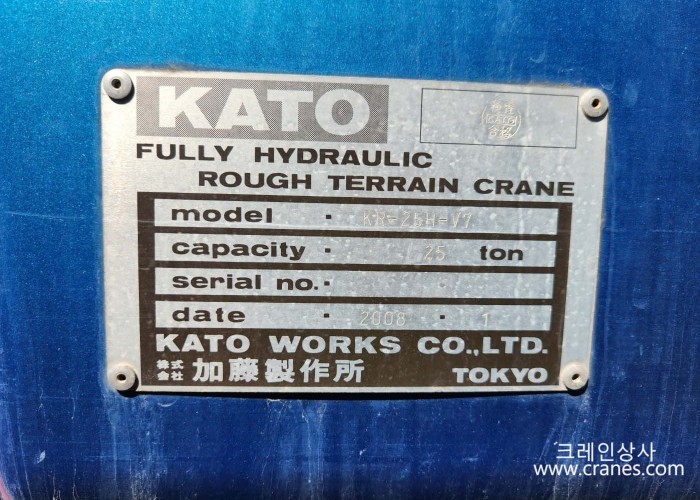 KATO
FULLY HYDRAULIC
ROUGH TERRAIN CRANE
model · KR-25H-V7
capacity · 25 ton
serial no. ·
date · 2008 · 1
KATO WORKS CO.,LTD.
株式会社 加藤製作所 TOKYO
크레인상사
www.cranes.com